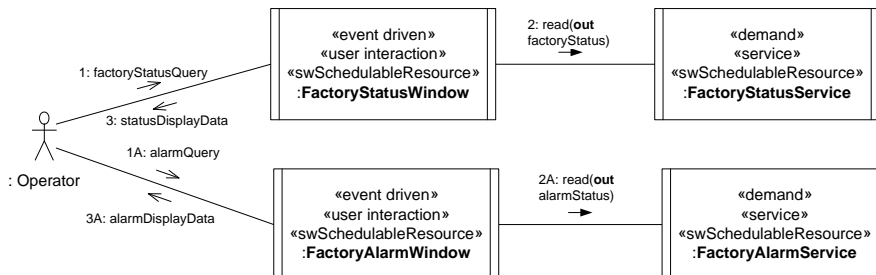 «event driven»
«user interaction»
«swSchedulableResource»
:FactoryStatusWindow
2: read(out
factoryStatus)
«demand»
«service»
«swSchedulableResource»
:FactoryStatusService
1: factoryStatusQuery
3: statusDisplayData
: Operator
1A: alarmQuery
3A: alarmDisplayData
«event driven»
«user interaction»
«swSchedulableResource»
:FactoryAlarmWindow
2A: read(out
alarmStatus)
«demand»
«service»
«swSchedulableResource»
:FactoryAlarmService